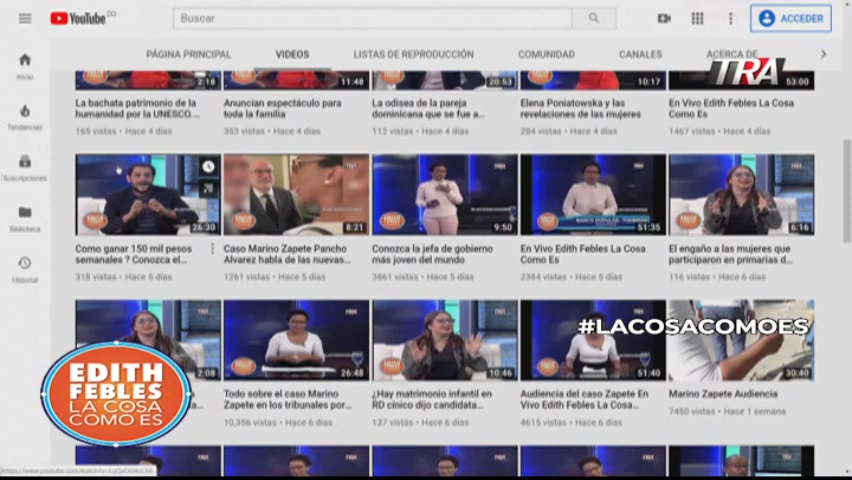 YouTube DO
Buscar
ACCEDER
PÁGINA PRINCIPAL VIDEOS LISTAS DE REPRODUCCIÓN COMUNIDAD CANALES ACERCA DE
TRA
Inicio
Tendencias
Suscripciones
Biblioteca
Historial
2:18
11:48
20:53
10:17
53:00
La bachata patrimonio de la
humanidad por la UNESCO...
165 vistas • Hace 4 días
Anuncian espectáculo para
toda la familia
353 vistas • Hace 4 días
La odisea de la pareja
dominicana que se fue a...
112 vistas • Hace 4 días
Elena Poniatowska y las
revelaciones de las mujeres
284 vistas • Hace 4 días
En Vivo Edith Febles La Cosa
Como Es
1467 vistas • Hace 4 días
26:30
8:21
9:50
51:35
6:16
Como ganar 150 mil pesos
semanales ? Conozca el...
318 vistas • Hace 5 días
Caso Marino Zapete Pancho
Alvarez habla de las nuevas...
1261 vistas • Hace 5 días
Conozca la jefa de gobierno
más joven del mundo
3861 vistas • Hace 5 días
En Vivo Edith Febles La Cosa
Como Es
2384 vistas • Hace 5 días
El engaño a las mujeres que
participaron en primarias d...
116 vistas • Hace 6 días
#LACOSACOMOES
2:08
26:48
10:46
51:40
30:40
Todo sobre el caso Marino
Zapete en los tribunales por...
10,356 vistas • Hace 6 días
¿Hay matrimonio infantil en
RD cínico dijo candidata...
137 vistas • Hace 6 días
Audiencia del caso Zapete En
Vivo Edith Febles La Cosa...
4615 vistas • Hace 6 días
Marino Zapete Audiencia
7450 vistas • Hace 1 semana
EDITH
FEBLES
LA COSA
COMO ES